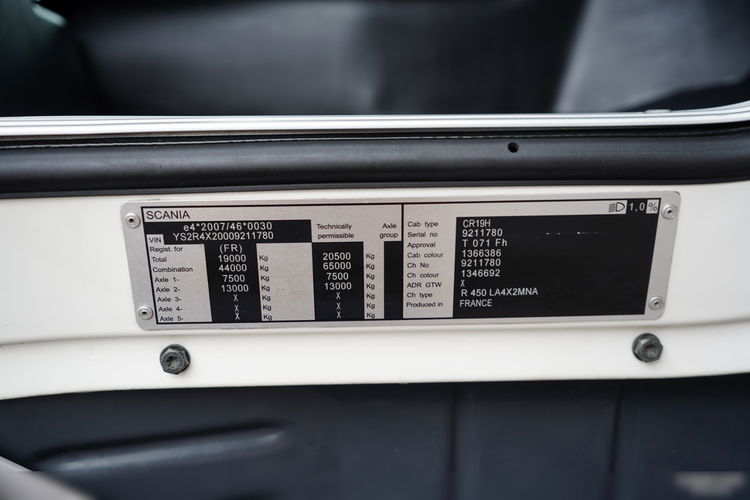 SCANIA
e4*2007/46*0030
VIN YS2R4X20009211780
Technically permissible
Axle group
Regist. for (FR)
Total 19000 Kg 20500 Kg
Combination 44000 Kg 65000 Kg
Axle 1- 7500 Kg 7500 Kg
Axle 2- 13000 Kg 13000 Kg
Axle 3- X Kg X Kg
Axle 4- X Kg X Kg
Axle 5- X Kg X Kg
1,0 %
Cab type CR19H
Serial no 9211780
Approval T 071 Fh
Cab colour 1366386
Ch No 9211780
Ch colour 1346692
ADR GTW X
Ch type R 450 LA4X2MNA
Produced in FRANCE